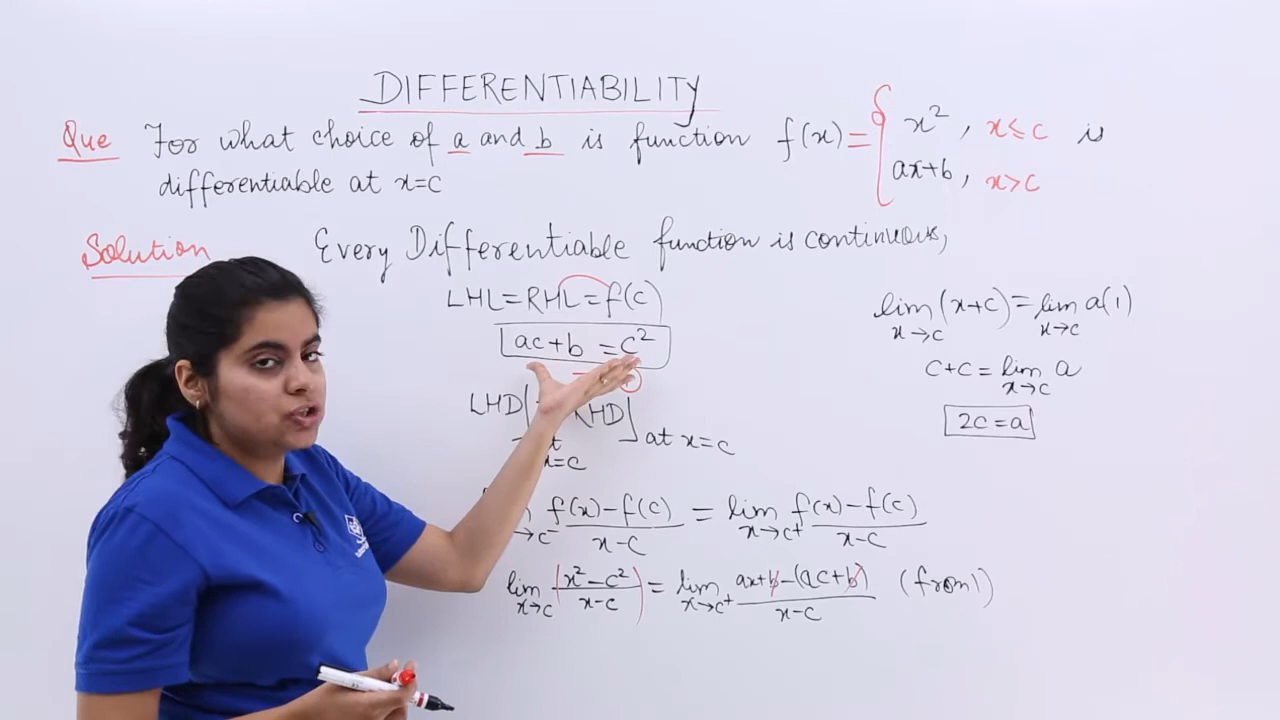 DIFFERENTIABILITY
Que For what choice of a and b is function f(x) = { x², x≤c is
ax+b, x>c
differentiable at x=c
Solution Every Differentiable function is continuous,
LHL=RHL=f(c)
ac+b = c²
LHD] RHD] at x=c
x=c
lim (x+c) = lim a(1)
x→c x→c
c+c = lim a
x→c
2c = a
f(x)-f(c) / x-c = lim x→c⁺ f(x)-f(c) / x-c
→c⁻
lim x→c (x²-c² / x-c) = lim x→c⁺ ax+b-(ac+b) / x-c (from 1)